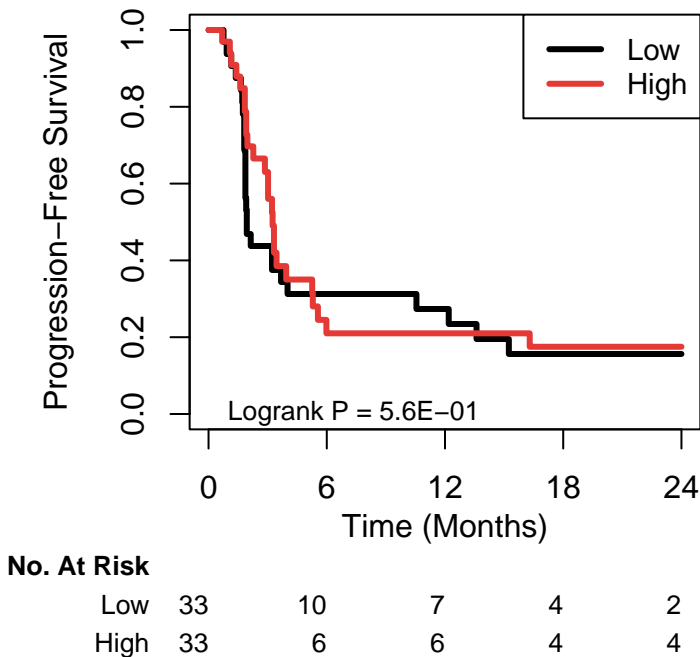 Progression−Free Survival
1.0
0.8
0.6
0.4
0.2
0.0
Low
High
Logrank P = 5.6E−01
0 6 12 18 24
Time (Months)
No. At Risk
Low 33 10 7 4 2
High 33 6 6 4 4